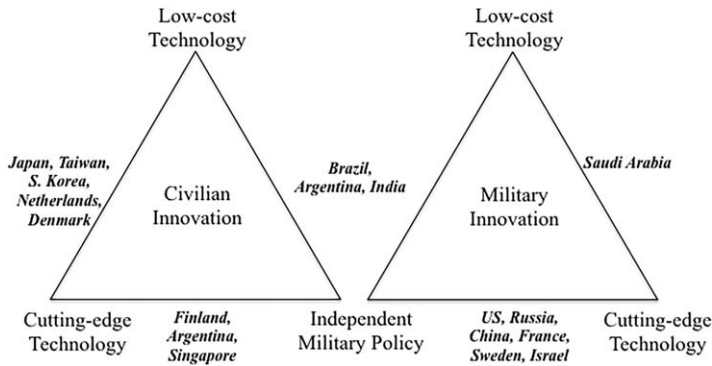 Low-cost
Technology
Low-cost
Technology
Japan, Taiwan,
S. Korea,
Netherlands,
Denmark
Civilian
Innovation
Brazil,
Argentina, India
Military
Innovation
Saudi Arabia
Cutting-edge
Technology
Finland,
Argentina,
Singapore
Independent
Military Policy
US, Russia,
China, France,
Sweden, Israel
Cutting-edge
Technology